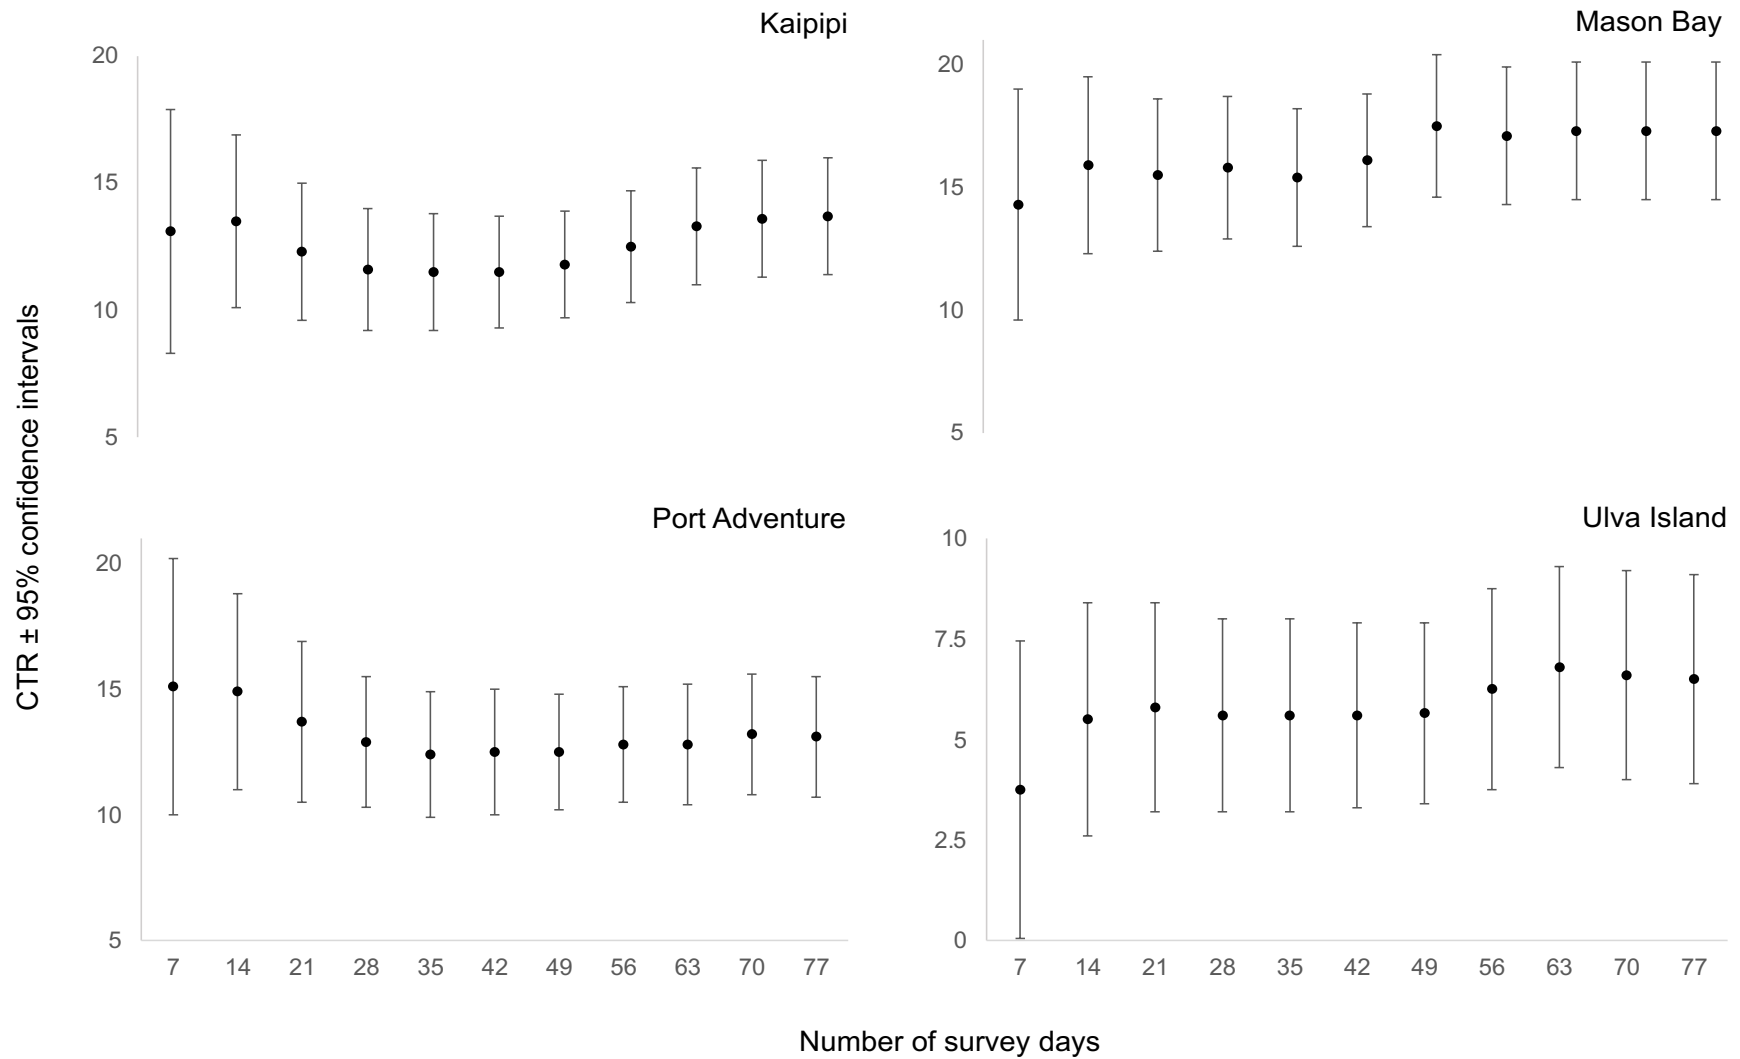 Kaipipi
20
15
10
5
Mason Bay
20
15
10
5
CTR ± 95% confidence intervals
Port Adventure
20
15
10
5
7 14 21 28 35 42 49 56 63 70 77
Ulva Island
10
7.5
5
2.5
0
7 14 21 28 35 42 49 56 63 70 77
Number of survey days